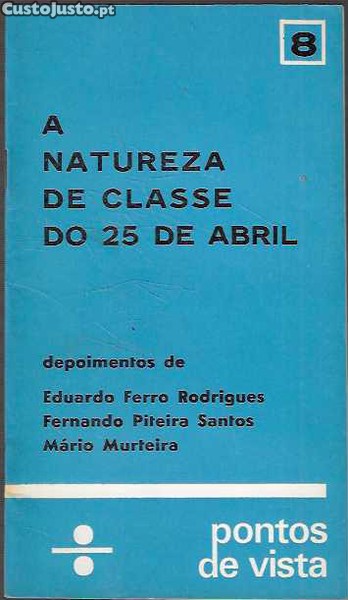 CustoJusto.pt
8
A
NATUREZA
DE CLASSE
DO 25 DE ABRIL
depoimentos de
Eduardo Ferro Rodrigues
Fernando Piteira Santos
Mário Murteira
pontos
de vista